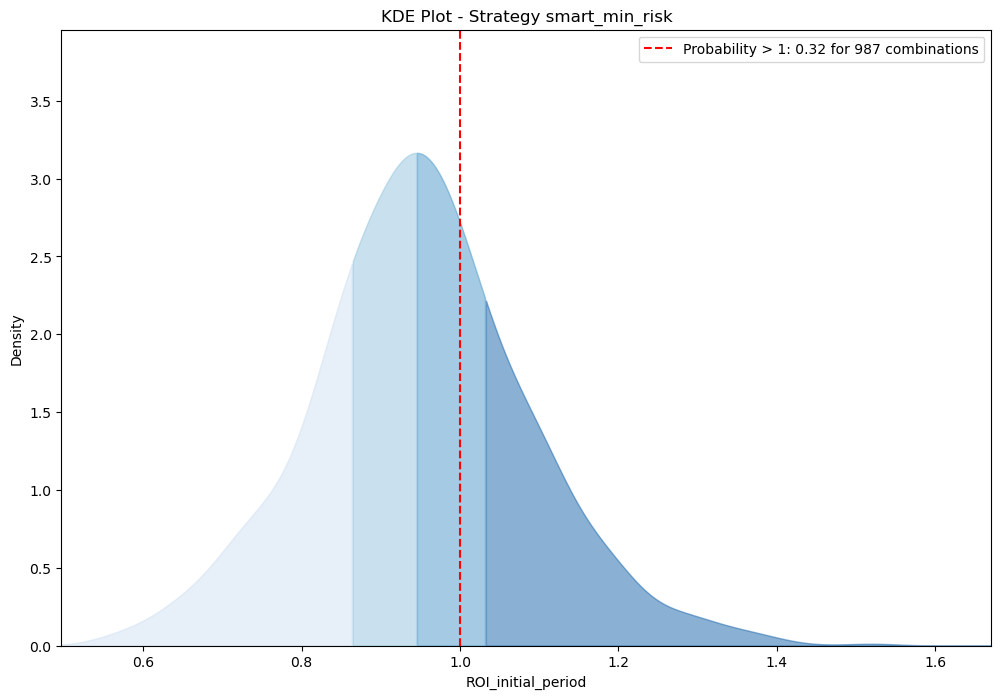 KDE Plot - Strategy smart_min_risk
Probability > 1: 0.32 for 987 combinations
3.5
3.0
2.5
2.0
1.5
1.0
0.5
0.0
Density
0.6 0.8 1.0 1.2 1.4 1.6
ROI_initial_period